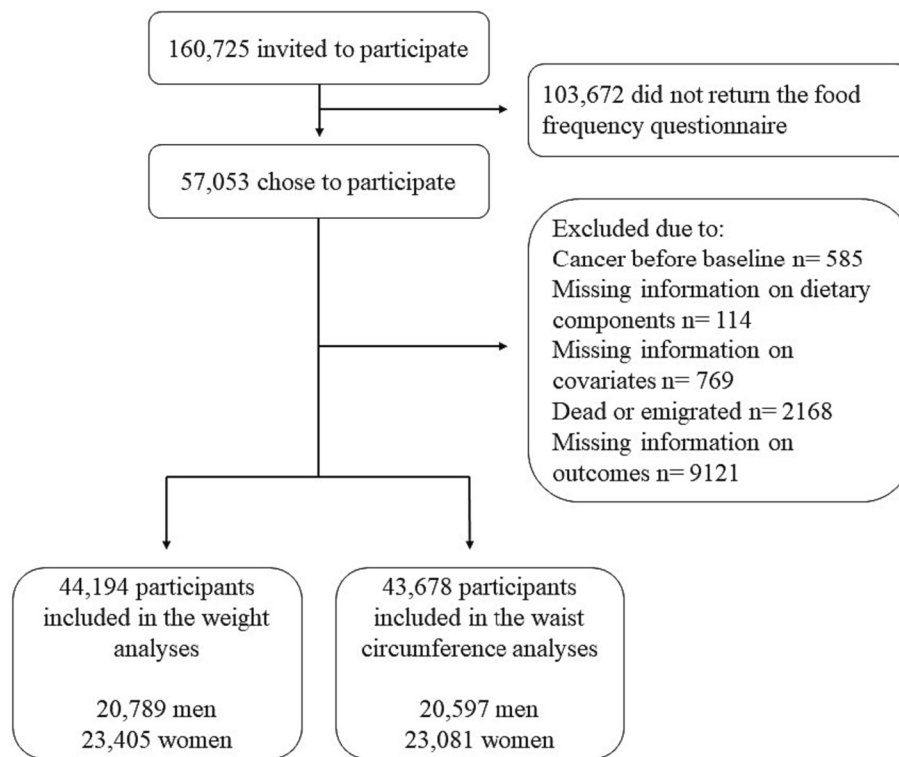 160,725 invited to participate
103,672 did not return the food
frequency questionnaire
57,053 chose to participate
Excluded due to:
Cancer before baseline n= 585
Missing information on dietary
components n= 114
Missing information on
covariates n= 769
Dead or emigrated n= 2168
Missing information on
outcomes n= 9121
44,194 participants
included in the weight
analyses
20,789 men
23,405 women
43,678 participants
included in the waist
circumference analyses
20,597 men
23,081 women